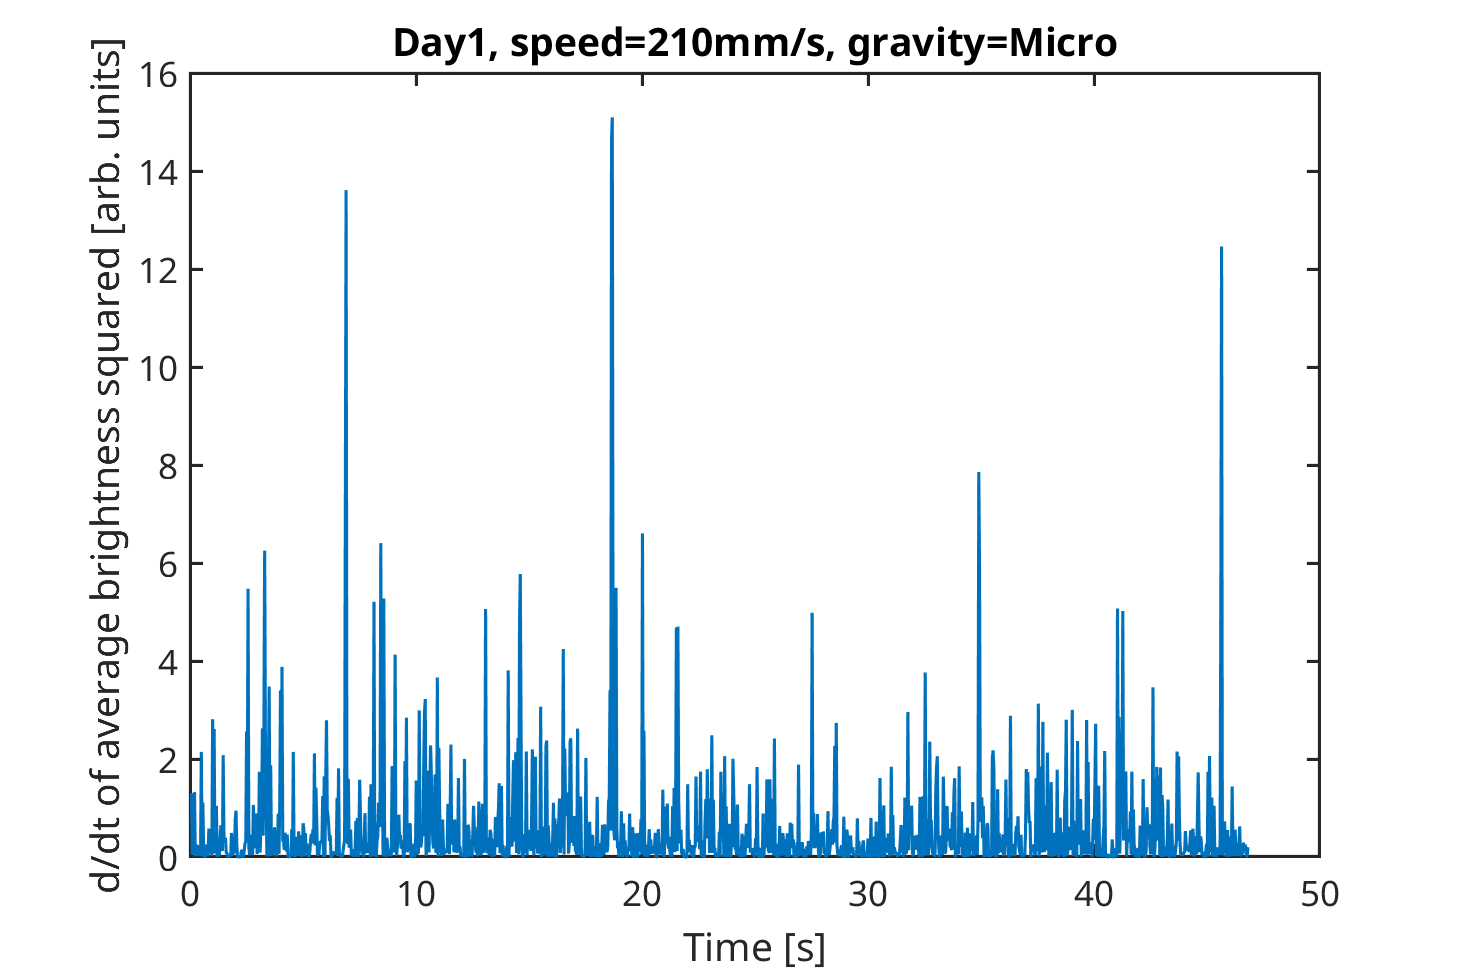 Day1, speed=210mm/s, gravity=Micro
d/dt of average brightness squared [arb. units]
16
14
12
10
8
6
4
2
0
0 10 20 30 40 50
Time [s]